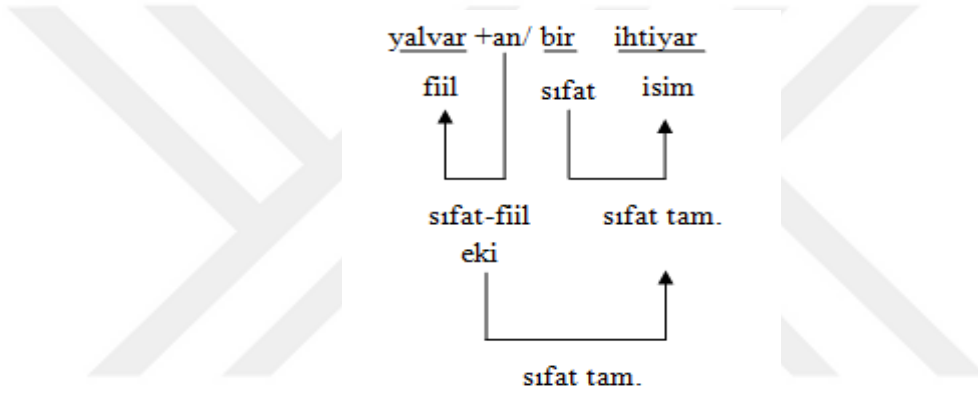 yalvar +an/ bir ihtiyar
fiil sıfat isim
sıfat-fiil sıfat tam.
eki
sıfat tam.